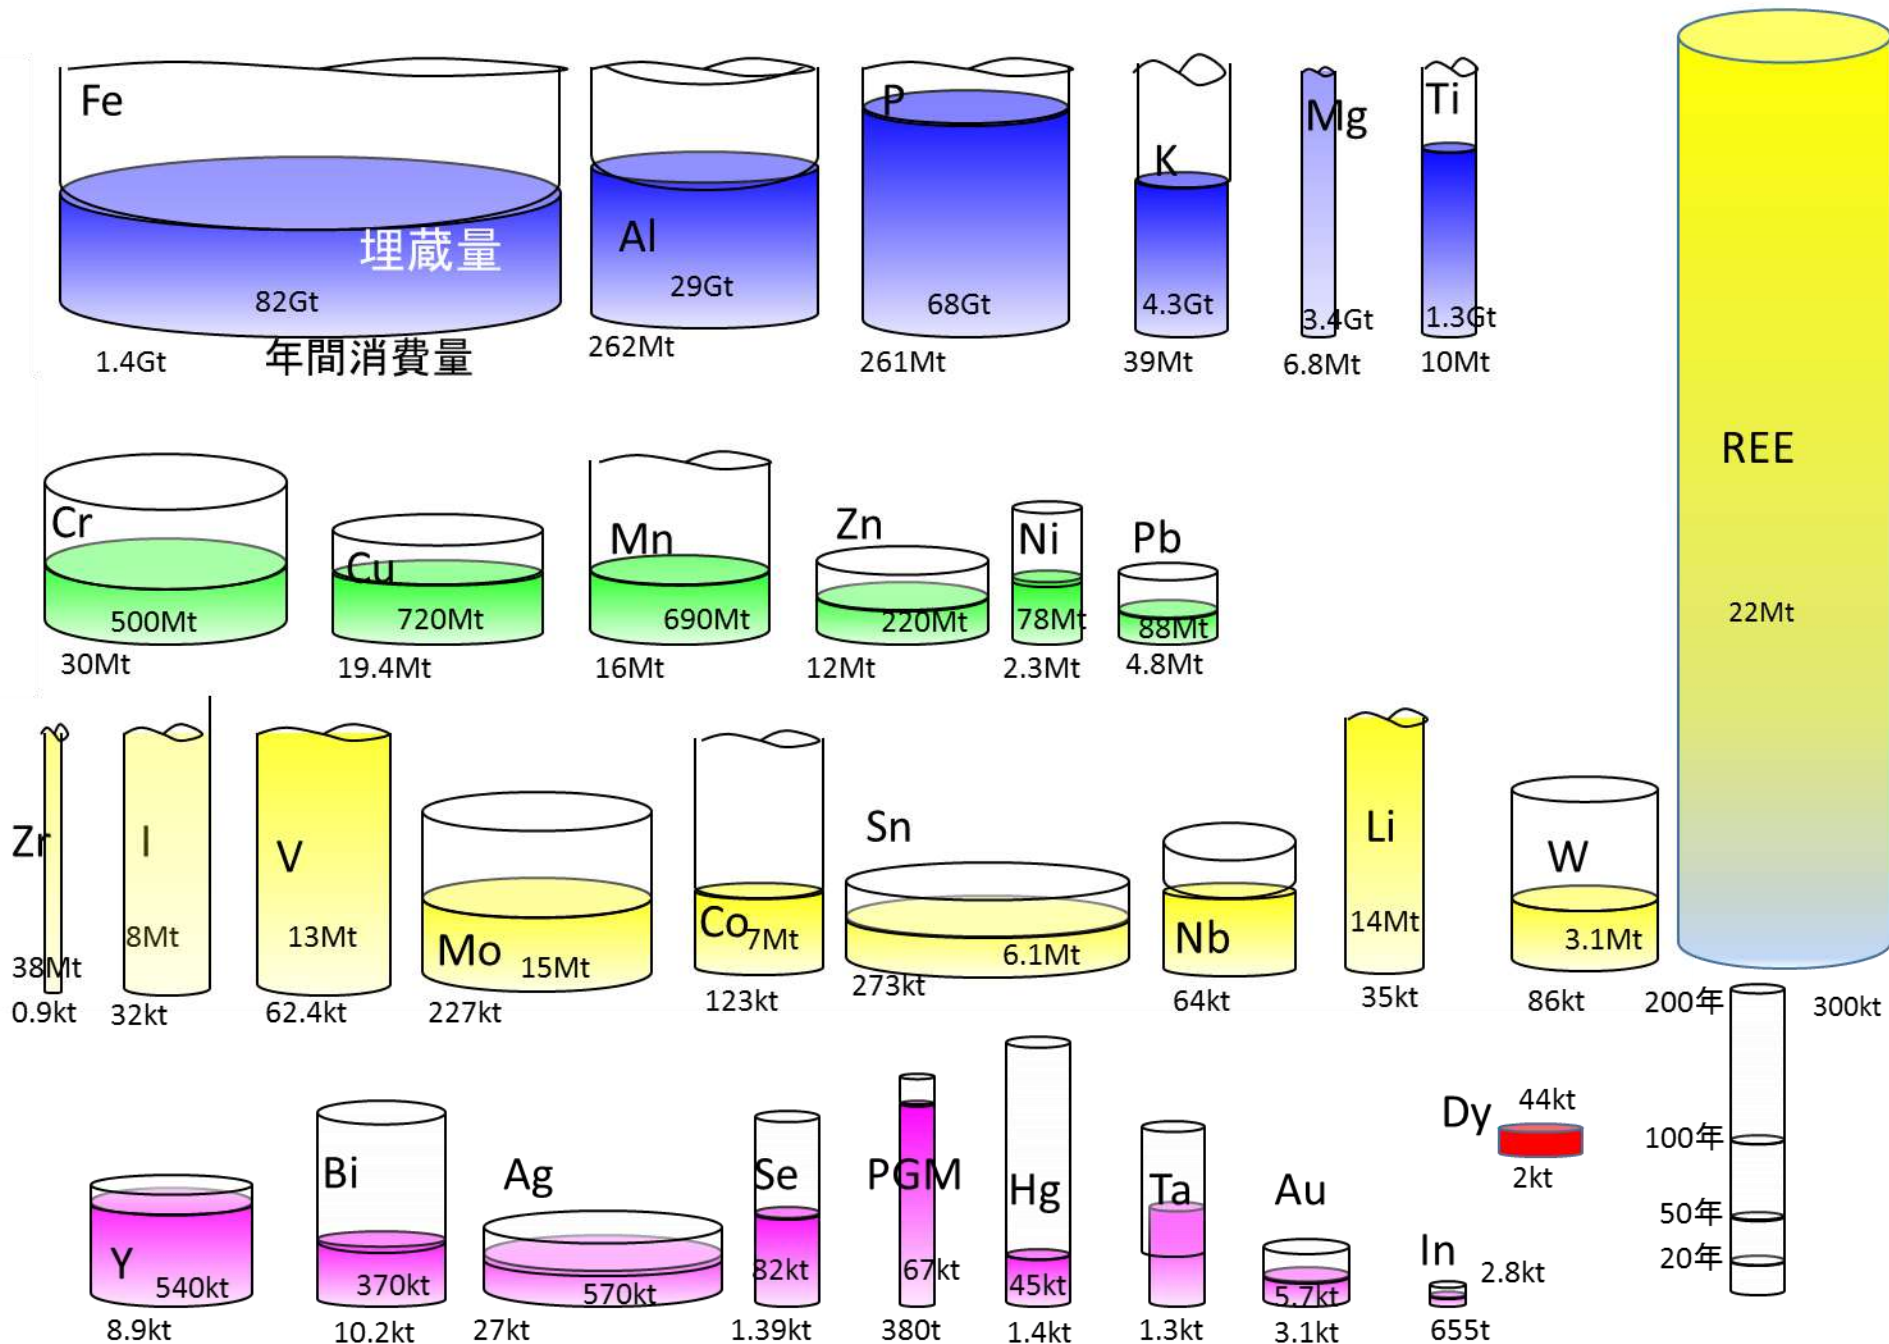 Fe
埋蔵量
82Gt
1.4Gt
年間消費量
Al
29Gt
262Mt
P
68Gt
261Mt
K
4.3Gt
39Mt
Mg
3.4Gt
6.8Mt
Ti
1.3Gt
10Mt
REE
22Mt
300kt
Cr
500Mt
30Mt
Cu
720Mt
19.4Mt
Mn
690Mt
16Mt
Zn
220Mt
12Mt
Ni
78Mt
2.3Mt
Pb
88Mt
4.8Mt
Zr
38Mt
0.9kt
I
8Mt
32kt
V
13Mt
62.4kt
Mo
15Mt
227kt
Co
7Mt
123kt
Sn
6.1Mt
273kt
Nb
64kt
Li
14Mt
35kt
W
3.1Mt
86kt
Y
540kt
8.9kt
Bi
370kt
10.2kt
Ag
570kt
27kt
Se
82kt
1.39kt
PGM
67kt
380t
Hg
45kt
1.4kt
Ta
1.3kt
Au
5.7kt
3.1kt
Dy
44kt
2kt
In
2.8kt
655t
200年
100年
50年
20年